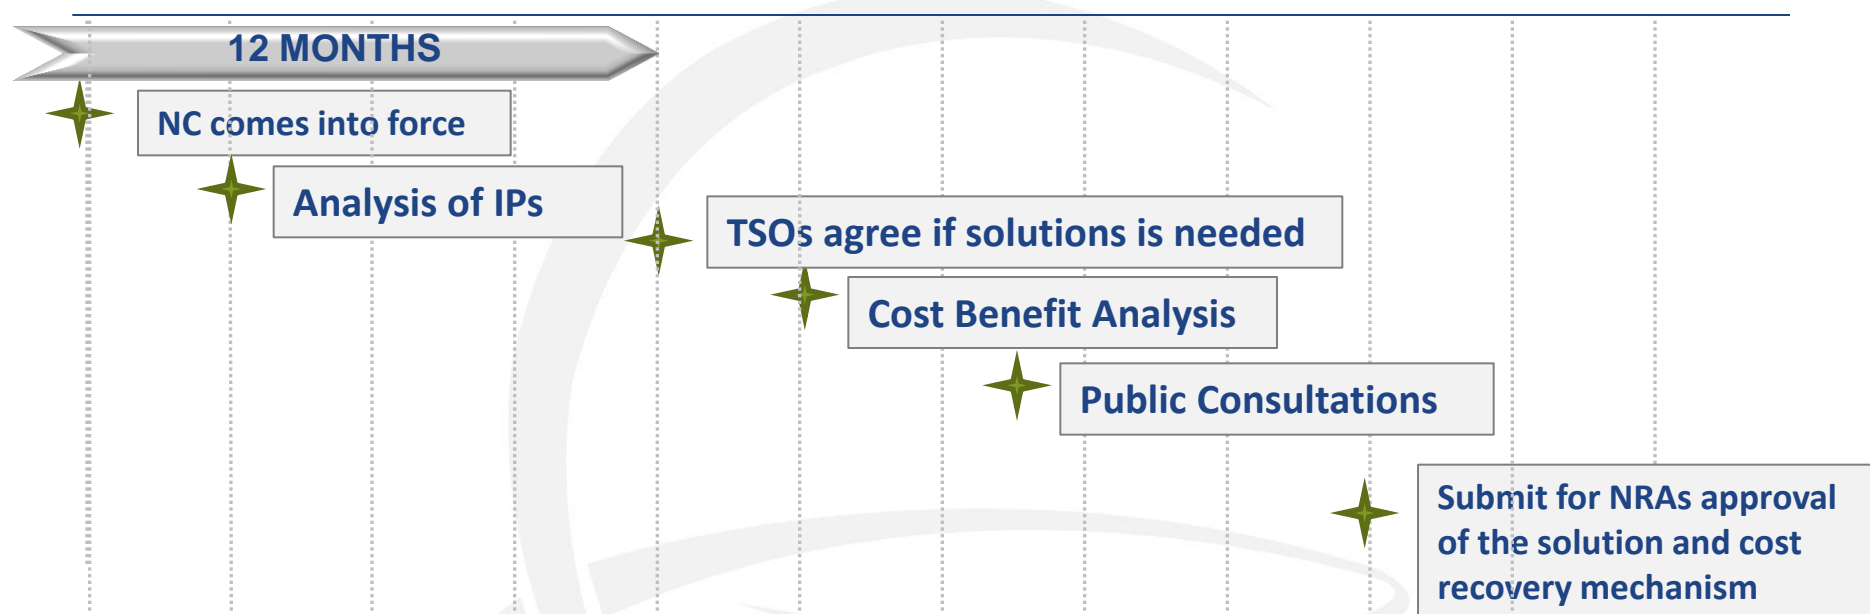 12 MONTHS
NC comes into force
Analysis of IPs
TSOs agree if solutions is needed
Cost Benefit Analysis
Public Consultations
Submit for NRAs approval
of the solution and cost
recovery mechanism